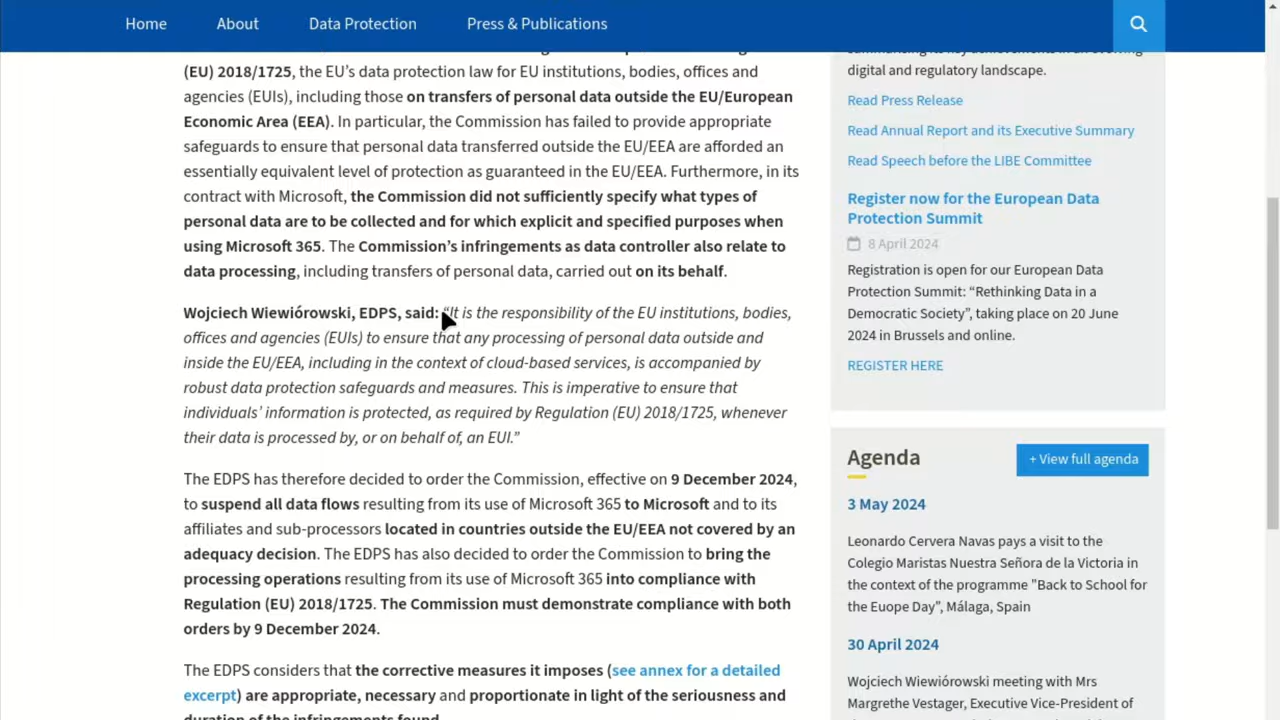 Home About Data Protection Press & Publications
(EU) 2018/1725, the EU's data protection law for EU institutions, bodies, offices and
agencies (EUIs), including those on transfers of personal data outside the EU/European
Economic Area (EEA). In particular, the Commission has failed to provide appropriate
safeguards to ensure that personal data transferred outside the EU/EEA are afforded an
essentially equivalent level of protection as guaranteed in the EU/EEA. Furthermore, in its
contract with Microsoft, the Commission did not sufficiently specify what types of
personal data are to be collected and for which explicit and specified purposes when
using Microsoft 365. The Commission's infringements as data controller also relate to
data processing, including transfers of personal data, carried out on its behalf.
Wojciech Wiewiórowski, EDPS, said: "It is the responsibility of the EU institutions, bodies,
offices and agencies (EUIs) to ensure that any processing of personal data outside and
inside the EU/EEA, including in the context of cloud-based services, is accompanied by
robust data protection safeguards and measures. This is imperative to ensure that
individuals' information is protected, as required by Regulation (EU) 2018/1725, whenever
their data is processed by, or on behalf of, an EUI."
The EDPS has therefore decided to order the Commission, effective on 9 December 2024,
to suspend all data flows resulting from its use of Microsoft 365 to Microsoft and to its
affiliates and sub-processors located in countries outside the EU/EEA not covered by an
adequacy decision. The EDPS has also decided to order the Commission to bring the
processing operations resulting from its use of Microsoft 365 into compliance with
Regulation (EU) 2018/1725. The Commission must demonstrate compliance with both
orders by 9 December 2024.
The EDPS considers that the corrective measures it imposes (see annex for a detailed
excerpt) are appropriate, necessary and proportionate in light of the seriousness and
duration of the infringements found.
digital and regulatory landscape.
Read Press Release
Read Annual Report and its Executive Summary
Read Speech before the LIBE Committee
Register now for the European Data
Protection Summit
8 April 2024
Registration is open for our European Data
Protection Summit: “Rethinking Data in a
Democratic Society”, taking place on 20 June
2024 in Brussels and online.
REGISTER HERE
Agenda
+ View full agenda
3 May 2024
Leonardo Cervera Navas pays a visit to the
Colegio Maristas Nuestra Señora de la Victoria in
the context of the programme "Back to School for
the Euope Day", Málaga, Spain
30 April 2024
Wojciech Wiewiórowski meeting with Mrs
Margrethe Vestager, Executive Vice-President of